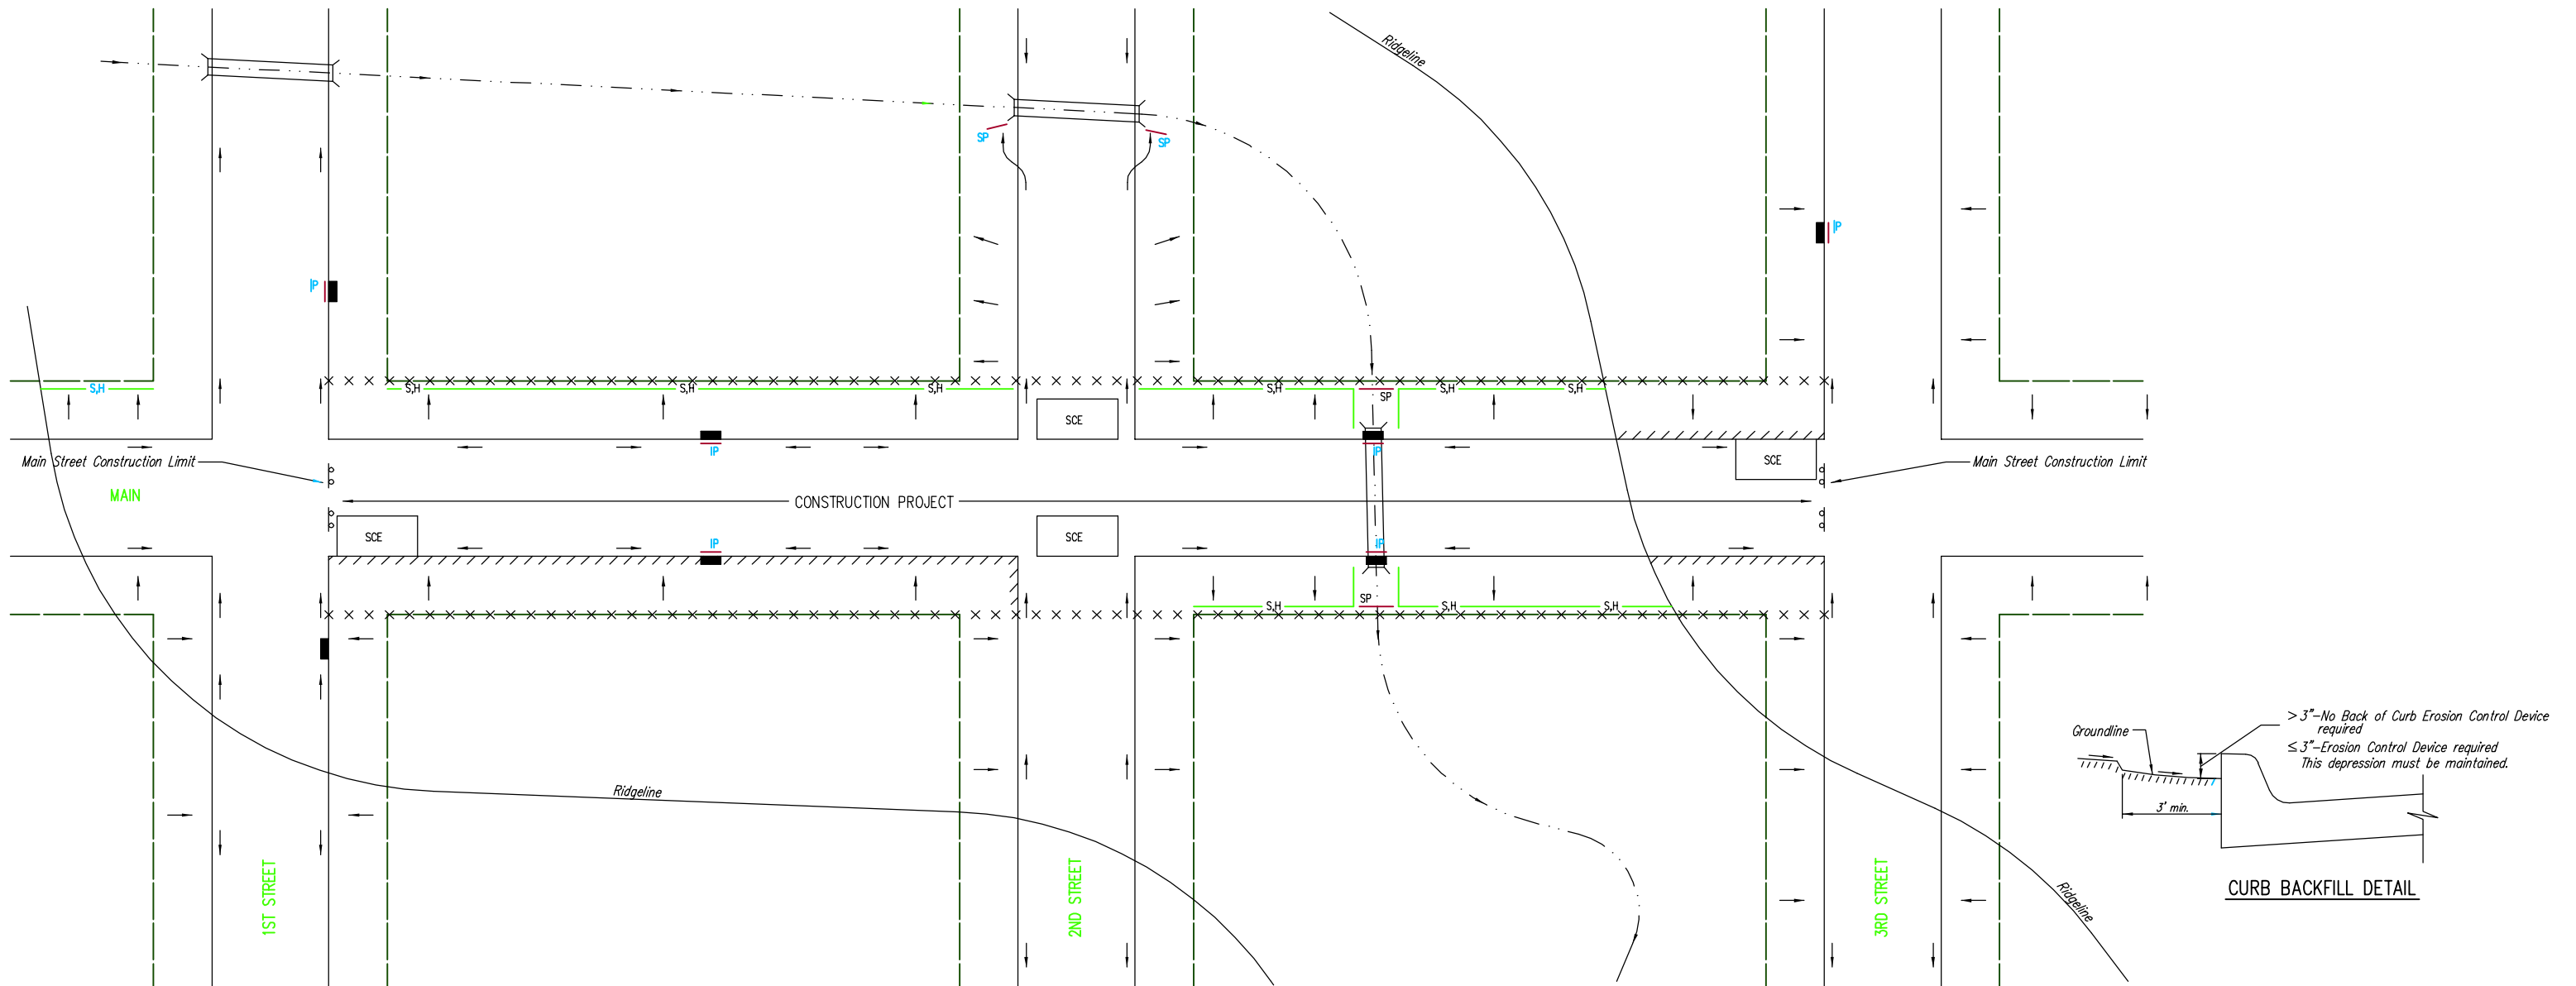 Ridgeline
SP
SP
IP
IP
S,H
S,H
S,H
S,H
S,H
S,H
S,H
SP
SCE
IP
IP
SCE
Main Street Construction Limit
Main Street Construction Limit
MAIN
CONSTRUCTION PROJECT
SCE
SCE
IP
IP
SP
S,H
S,H
S,H
Ridgeline
1ST STREET
2ND STREET
3RD STREET
Ridgeline
Groundline
> 3"-No Back of Curb Erosion Control Device
required
≤ 3"-Erosion Control Device required
This depression must be maintained.
3' min.
CURB BACKFILL DETAIL